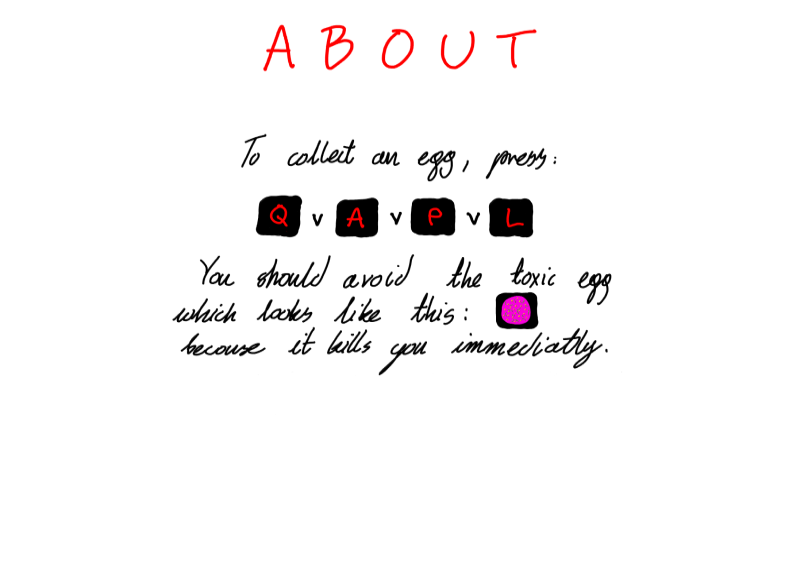 ABOUT
To collect an egg, press:
Q v A v P v L
You should avoid the toxic egg
which looks like this:
because it kills you immediatly.